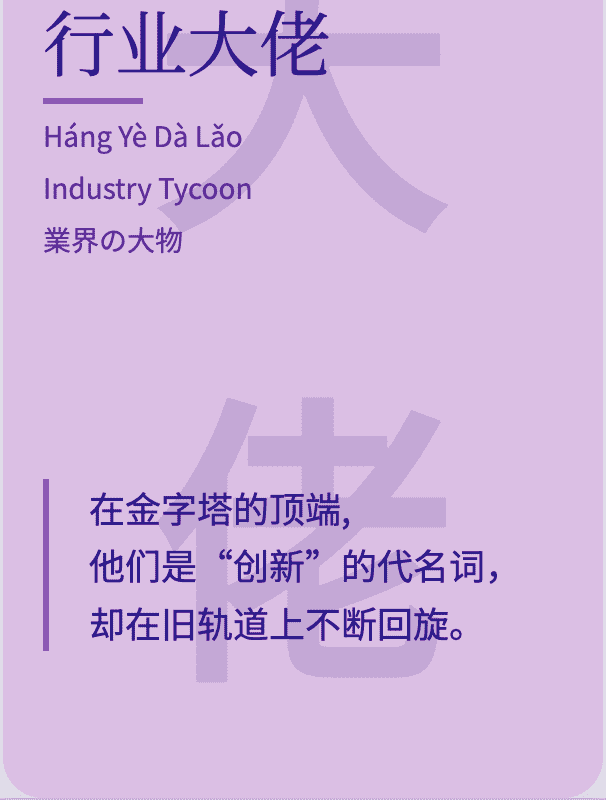 行业大佬
Háng Yè Dà Lǎo
Industry Tycoon
業界の大物
大
佬
在金字塔的顶端,
他们是“创新”的代名词，
却在旧轨道上不断回旋。